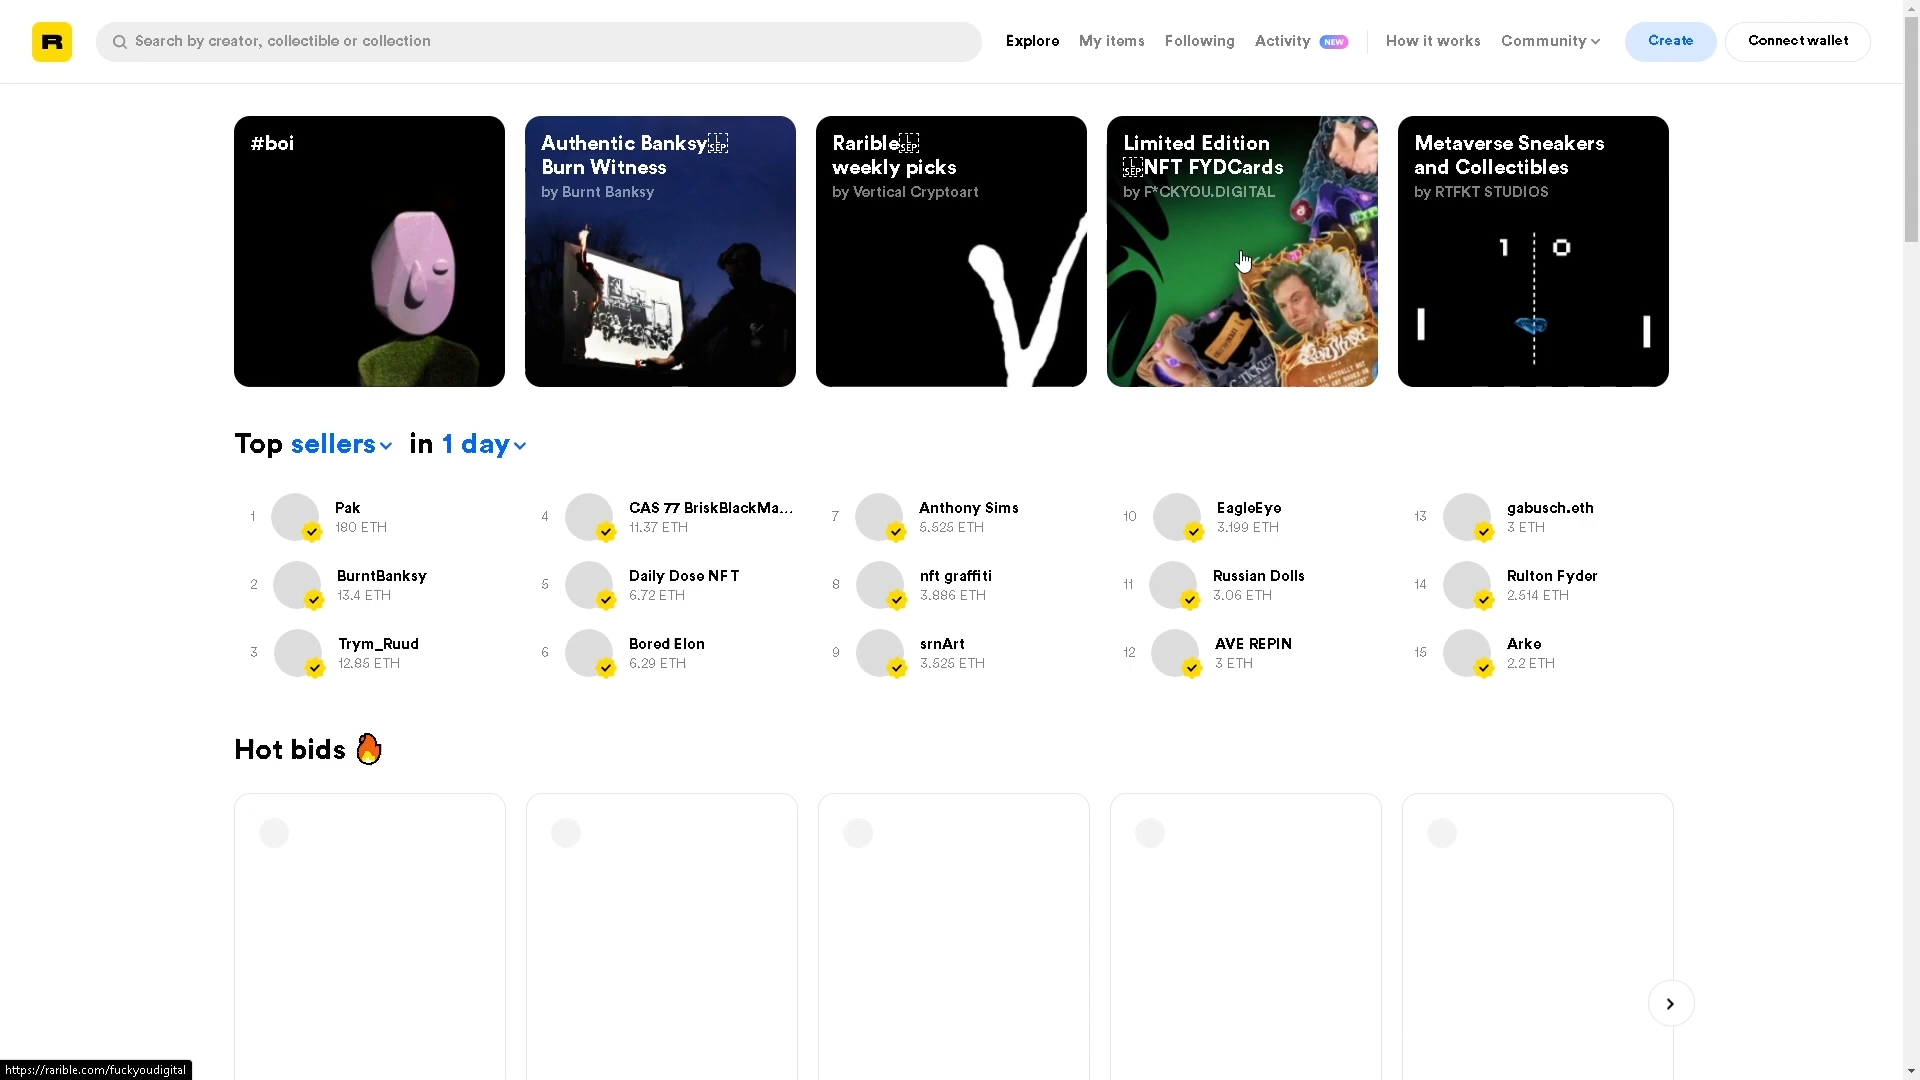 R
Search by creator, collectible or collection
Explore
My items
Following
Activity NEW
How it works
Community
Create
Connect wallet
#boi
Authentic Banksy
Burn Witness
by Burnt Banksy
Rarible
weekly picks
by Vertical Cryptoart
Limited Edition
NFT FYDCards
by F*CKYOU.DIGITAL
Metaverse Sneakers
and Collectibles
by RTFKT STUDIOS
1 0
Top sellers in 1 day
1
Pak
180 ETH
2
BurntBanksy
13.4 ETH
3
Trym_Ruud
12.85 ETH
4
CAS 77 BriskBlackMa...
11.37 ETH
5
Daily Dose NFT
6.72 ETH
6
Bored Elon
6.29 ETH
7
Anthony Sims
5.525 ETH
8
nft graffiti
3.886 ETH
9
srnArt
3.525 ETH
10
EagleEye
3.199 ETH
11
Russian Dolls
3.06 ETH
12
AVE REPIN
3 ETH
13
gabusch.eth
3 ETH
14
Rulton Fyder
2.514 ETH
15
Arke
2.2 ETH
Hot bids 🔥
https://rarible.com/fuckyoudigital